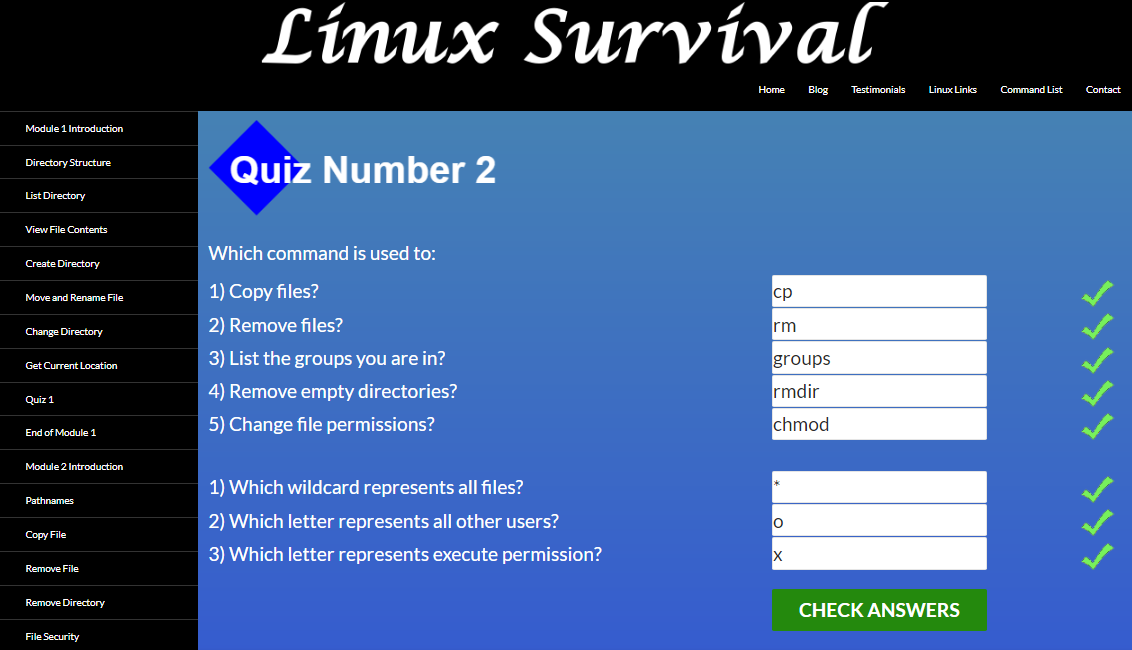 Linux Survival
Home Blog Testimonials Linux Links Command List Contact
Module 1 Introduction
Directory Structure
List Directory
View File Contents
Create Directory
Move and Rename File
Change Directory
Get Current Location
Quiz 1
End of Module 1
Module 2 Introduction
Pathnames
Copy File
Remove File
Remove Directory
File Security
Quiz Number 2
Which command is used to:
1) Copy files? cp
2) Remove files? rm
3) List the groups you are in? groups
4) Remove empty directories? rmdir
5) Change file permissions? chmod
1) Which wildcard represents all files? *
2) Which letter represents all other users? o
3) Which letter represents execute permission? x
CHECK ANSWERS